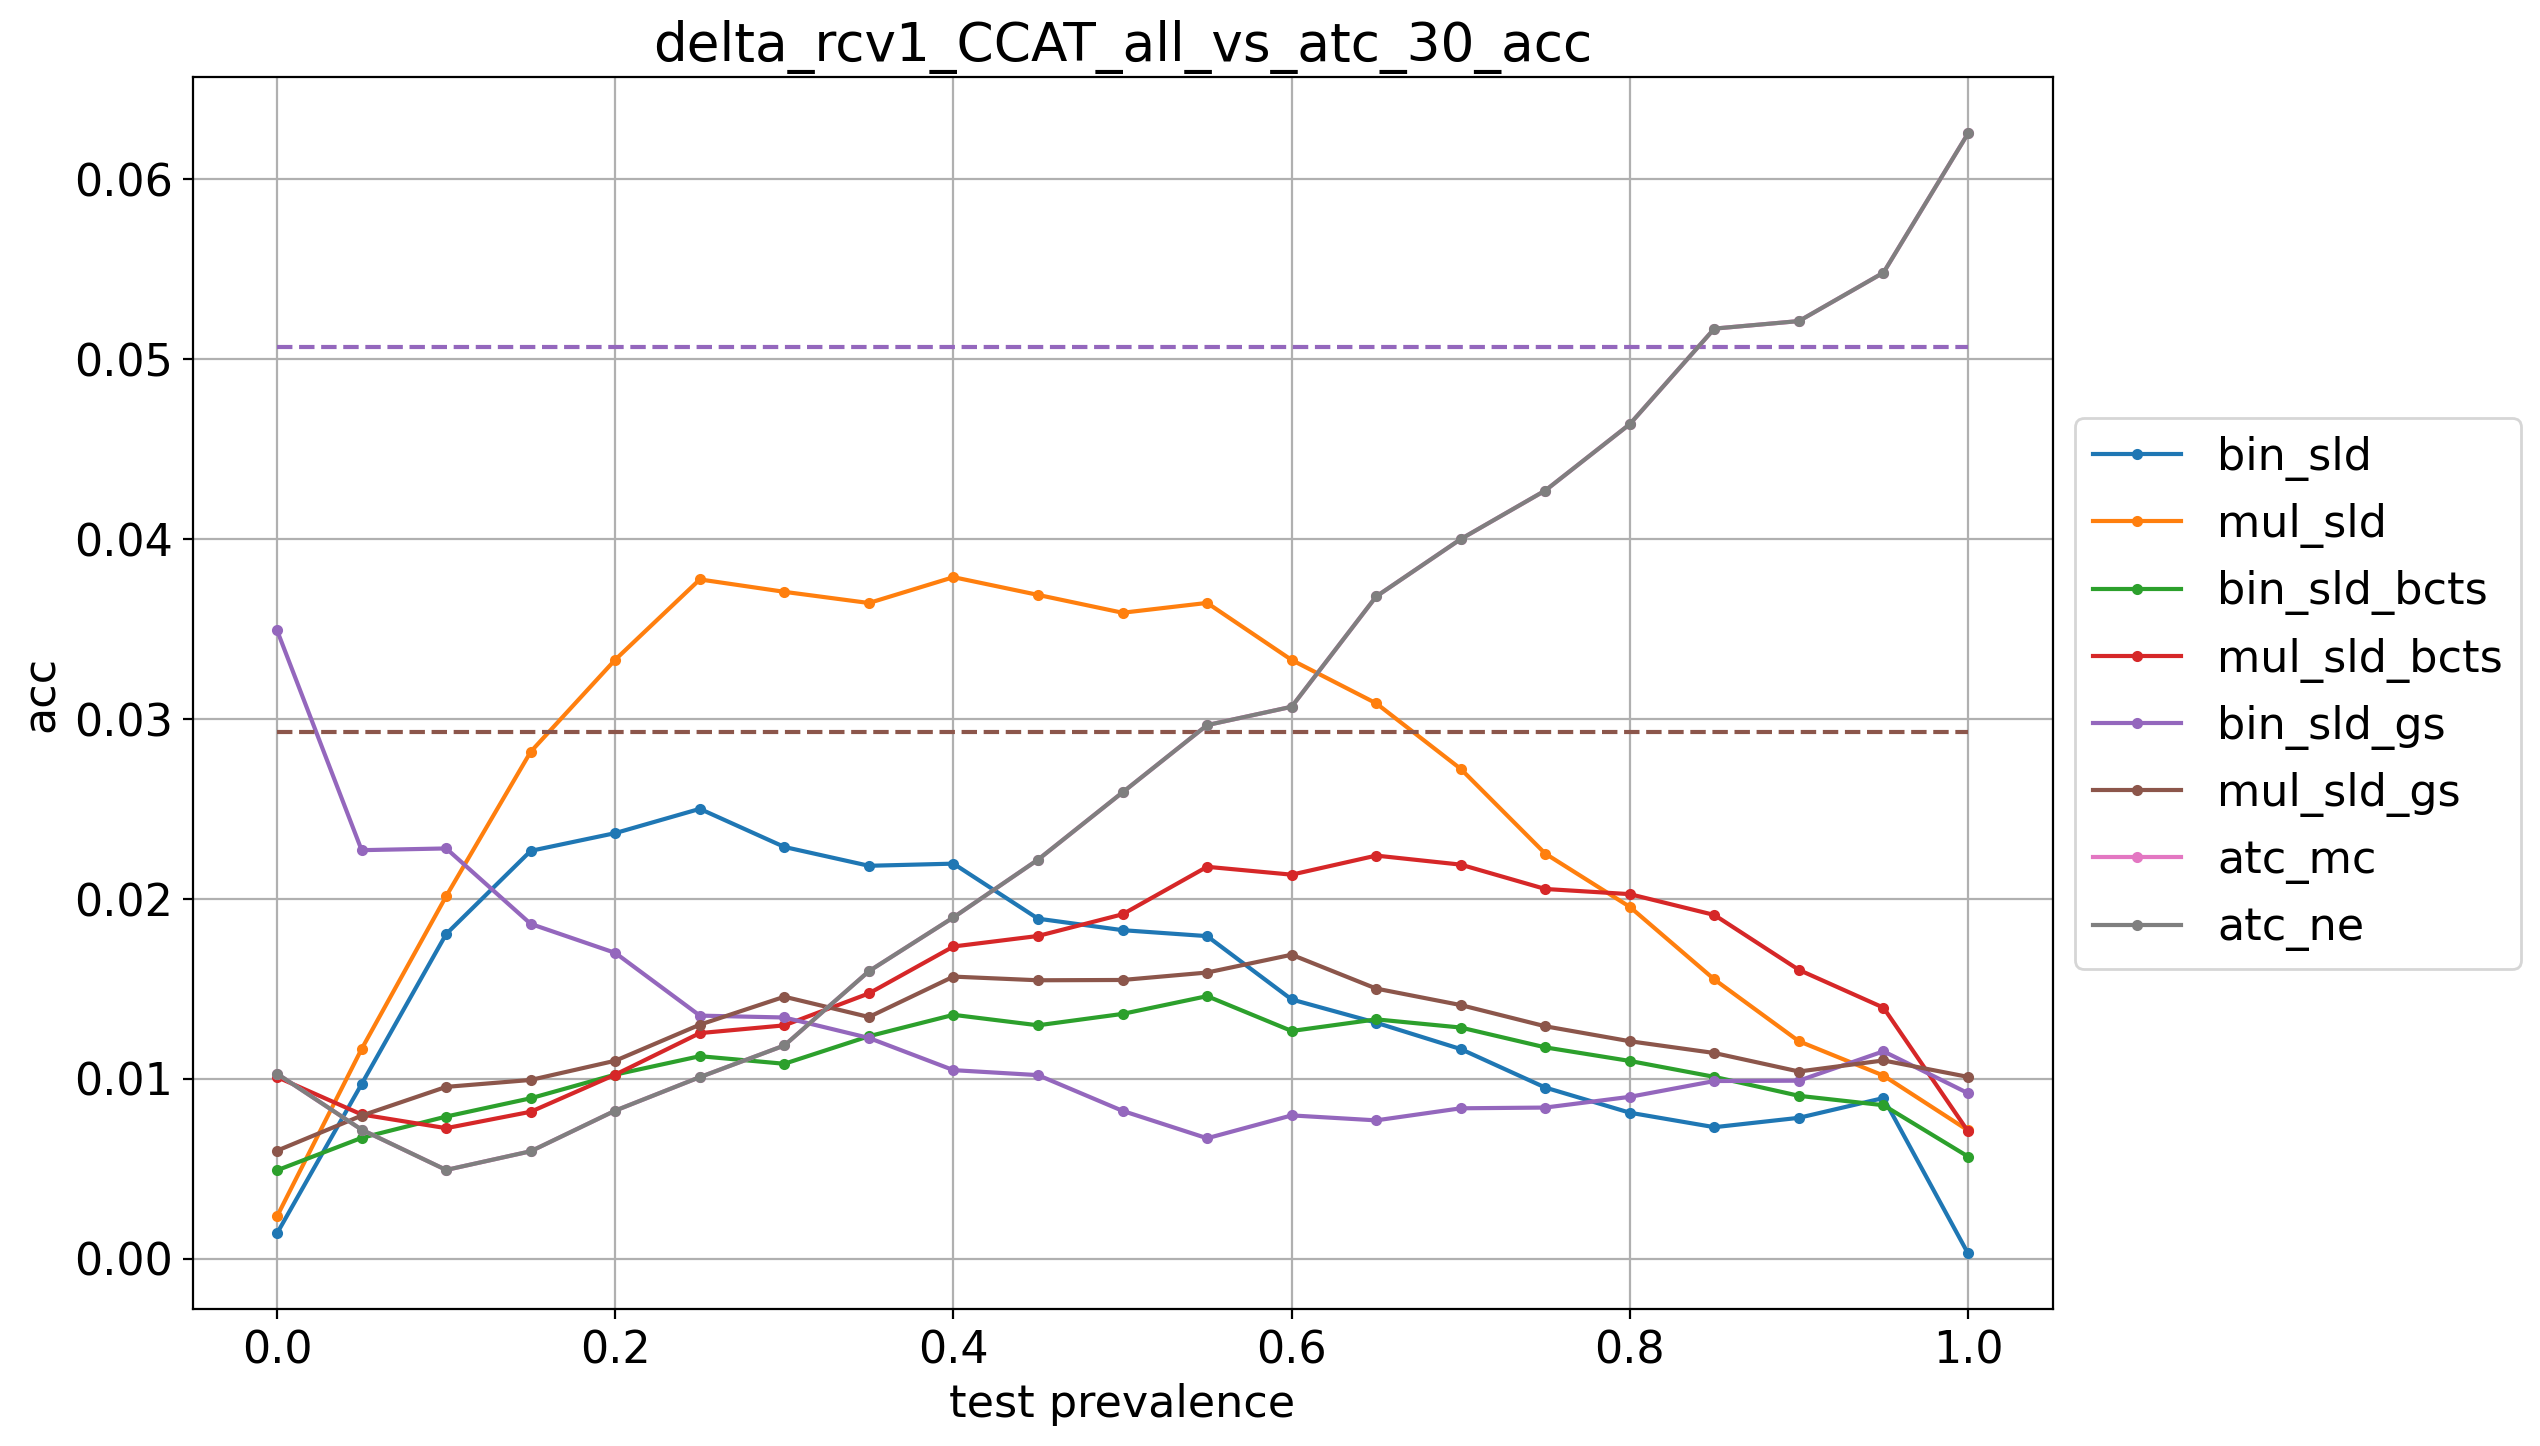 delta_rcv1_CCAT_all_vs_atc_30_acc
0.06
0.05
0.04
0.03
0.02
0.01
0.00
acc
0.0 0.2 0.4 0.6 0.8 1.0
test prevalence
bin_sld
mul_sld
bin_sld_bcts
mul_sld_bcts
bin_sld_gs
mul_sld_gs
atc_mc
atc_ne